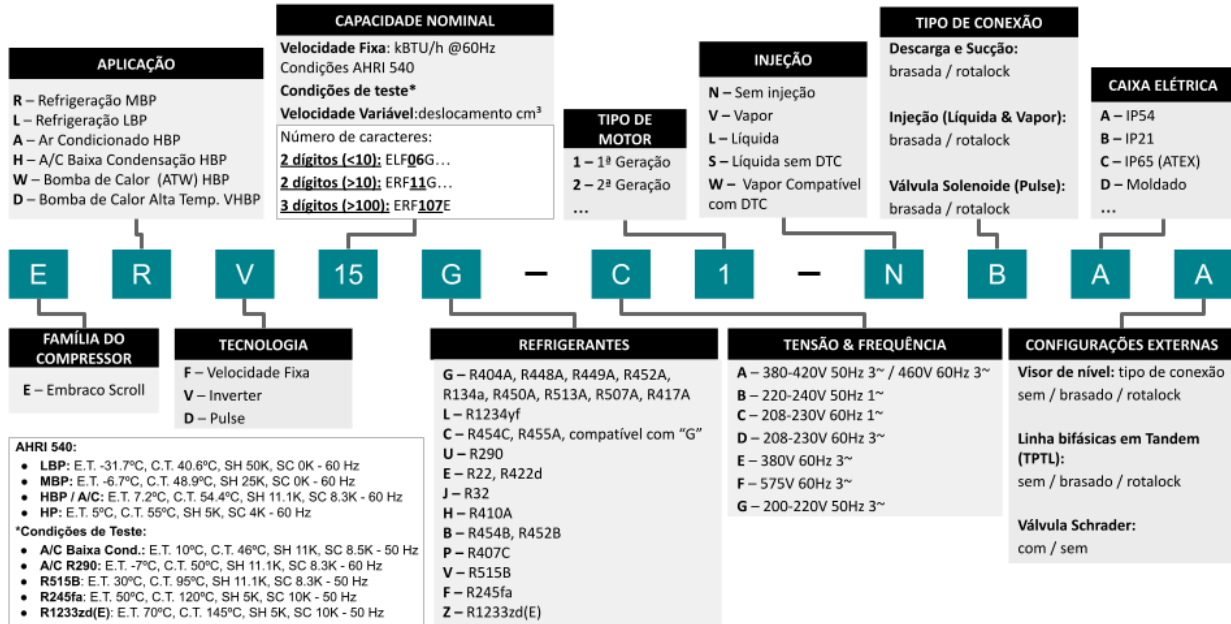 APLICAÇÃO
R – Refrigeração MBP
L – Refrigeração LBP
A – Ar Condicionado HBP
H – A/C Baixa Condensação HBP
W – Bomba de Calor (ATW) HBP
D – Bomba de Calor Alta Temp. VHBP
CAPACIDADE NOMINAL
Velocidade Fixa: kBTU/h @60Hz
Condições AHRI 540
Condições de teste*
Velocidade Variável:deslocamento cm³
Número de caracteres:
2 dígitos (<10): ELF06G...
2 dígitos (>10): ERF11G...
3 dígitos (>100): ERF107E
TIPO DE
MOTOR
1 – 1ª Geração
2 – 2ª Geração
...
INJEÇÃO
N – Sem injeção
V – Vapor
L – Líquida
S – Líquida sem DTC
W – Vapor Compatível
com DTC
TIPO DE CONEXÃO
Descarga e Sucção:
brasada / rotalock
Injeção (Líquida & Vapor):
brasada / rotalock
Válvula Solenoide (Pulse):
brasada / rotalock
CAIXA ELÉTRICA
A – IP54
B – IP21
C – IP65 (ATEX)
D – Moldado
...
E R V 15 G – C 1 – N B A A
FAMÍLIA DO
COMPRESSOR
E – Embraco Scroll
TECNOLOGIA
F – Velocidade Fixa
V – Inverter
D – Pulse
AHRI 540:
● LBP: E.T. -31.7ºC, C.T. 40.6ºC, SH 50K, SC 0K - 60 Hz
● MBP: E.T. -6.7ºC, C.T. 48.9ºC, SH 25K, SC 0K - 60 Hz
● HBP / A/C: E.T. 7.2ºC, C.T. 54.4ºC, SH 11.1K, SC 8.3K - 60 Hz
● HP: E.T. 5ºC, C.T. 55ºC, SH 5K, SC 4K - 60 Hz
*Condições de Teste:
● A/C Baixa Cond.: E.T. 10ºC, C.T. 46ºC, SH 11K, SC 8.5K - 50 Hz
● A/C R290: E.T. -7ºC, C.T. 50ºC, SH 11.1K, SC 8.3K - 60 Hz
● R515B: E.T. 30ºC, C.T. 95ºC, SH 11.1K, SC 8.3K - 50 Hz
● R245fa: E.T. 50ºC, C.T. 120ºC, SH 5K, SC 10K - 50 Hz
● R1233zd(E): E.T. 70ºC, C.T. 145ºC, SH 5K, SC 10K - 50 Hz
REFRIGERANTES
G – R404A, R448A, R449A, R452A,
R134a, R450A, R513A, R507A, R417A
L – R1234yf
C – R454C, R455A, compatível com "G"
U – R290
E – R22, R422d
J – R32
H – R410A
B – R454B, R452B
P – R407C
V – R515B
F – R245fa
Z – R1233zd(E)
TENSÃO & FREQUÊNCIA
A – 380-420V 50Hz 3~ / 460V 60Hz 3~
B – 220-240V 50Hz 1~
C – 208-230V 60Hz 1~
D – 208-230V 60Hz 3~
E – 380V 60Hz 3~
F – 575V 60Hz 3~
G – 200-220V 50Hz 3~
CONFIGURAÇÕES EXTERNAS
Visor de nível: tipo de conexão
sem / brasado / rotalock
Linha bifásicas em Tandem
(TPTL):
sem / brasado / rotalock
Válvula Schrader:
com / sem